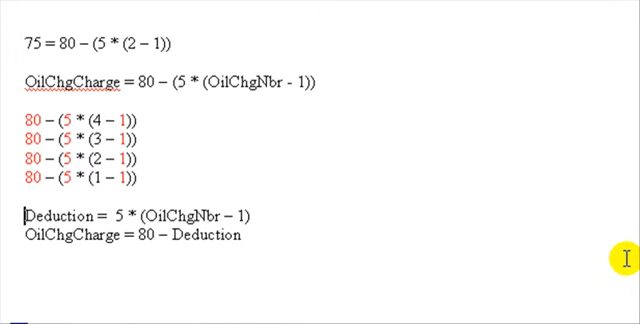 75 = 80 – (5 * (2 – 1))
OilChgCharge = 80 – (5 * (OilChgNbr - 1))
80 – (5 * (4 – 1))
80 – (5 * (3 – 1))
80 – (5 * (2 – 1))
80 – (5 * (1 – 1))
Deduction =  5 * (OilChgNbr – 1)
OilChgCharge = 80 – Deduction